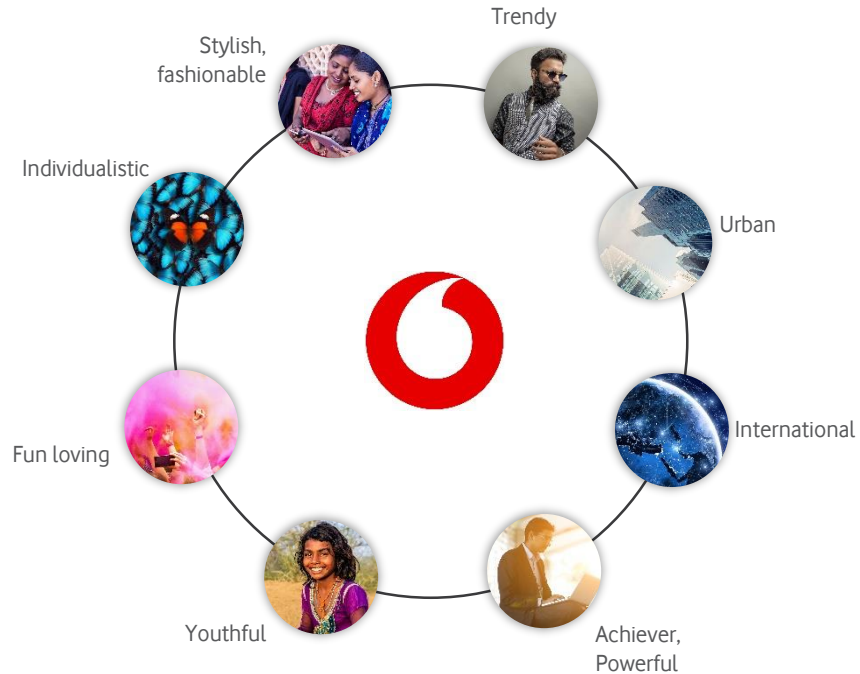 Trendy
Stylish,
fashionable
Individualistic
Urban
International
Fun loving
Youthful
Achiever,
Powerful